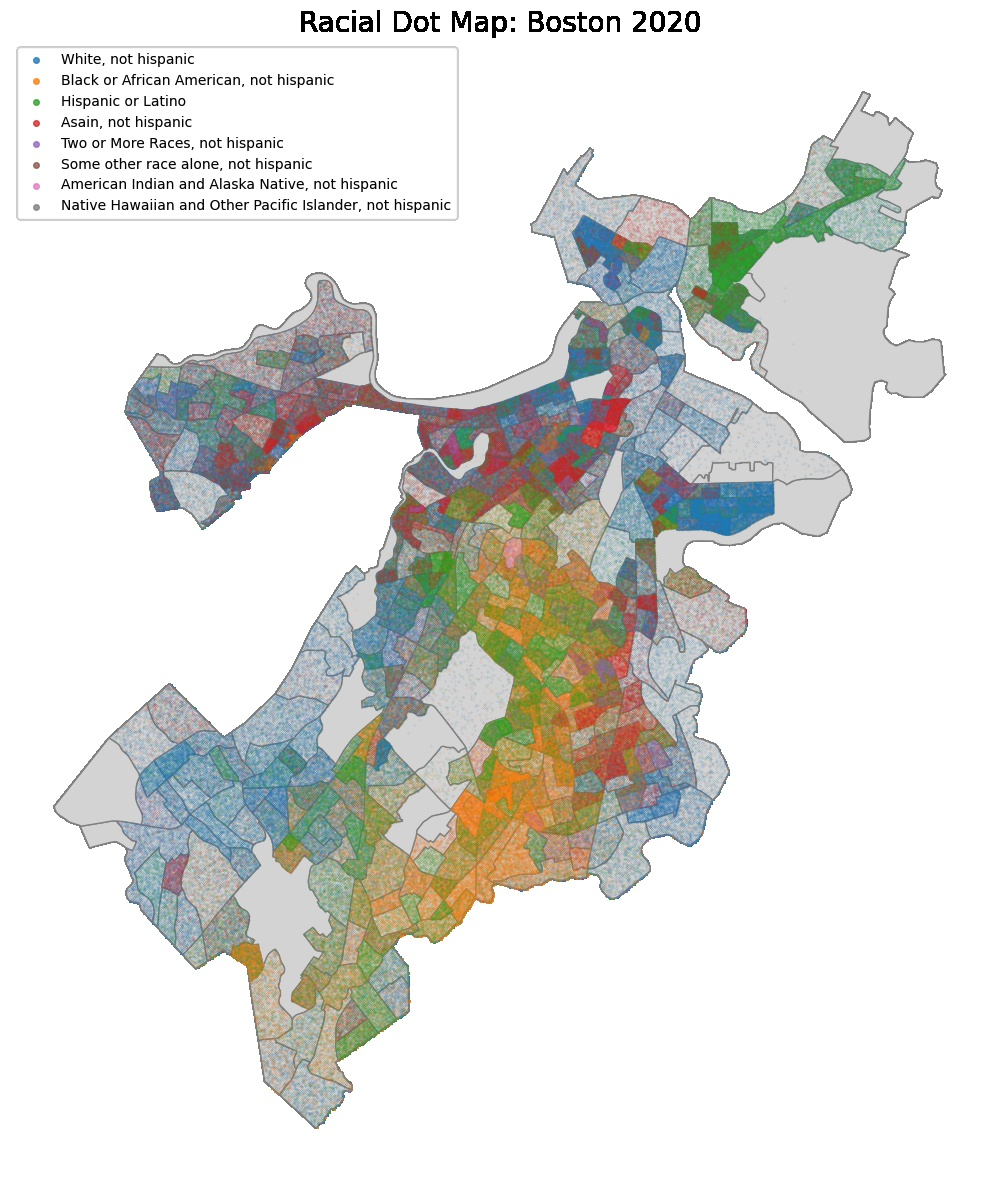 Racial Dot Map: Boston 2020
White, not hispanic
Black or African American, not hispanic
Hispanic or Latino
Asain, not hispanic
Two or More Races, not hispanic
Some other race alone, not hispanic
American Indian and Alaska Native, not hispanic
Native Hawaiian and Other Pacific Islander, not hispanic